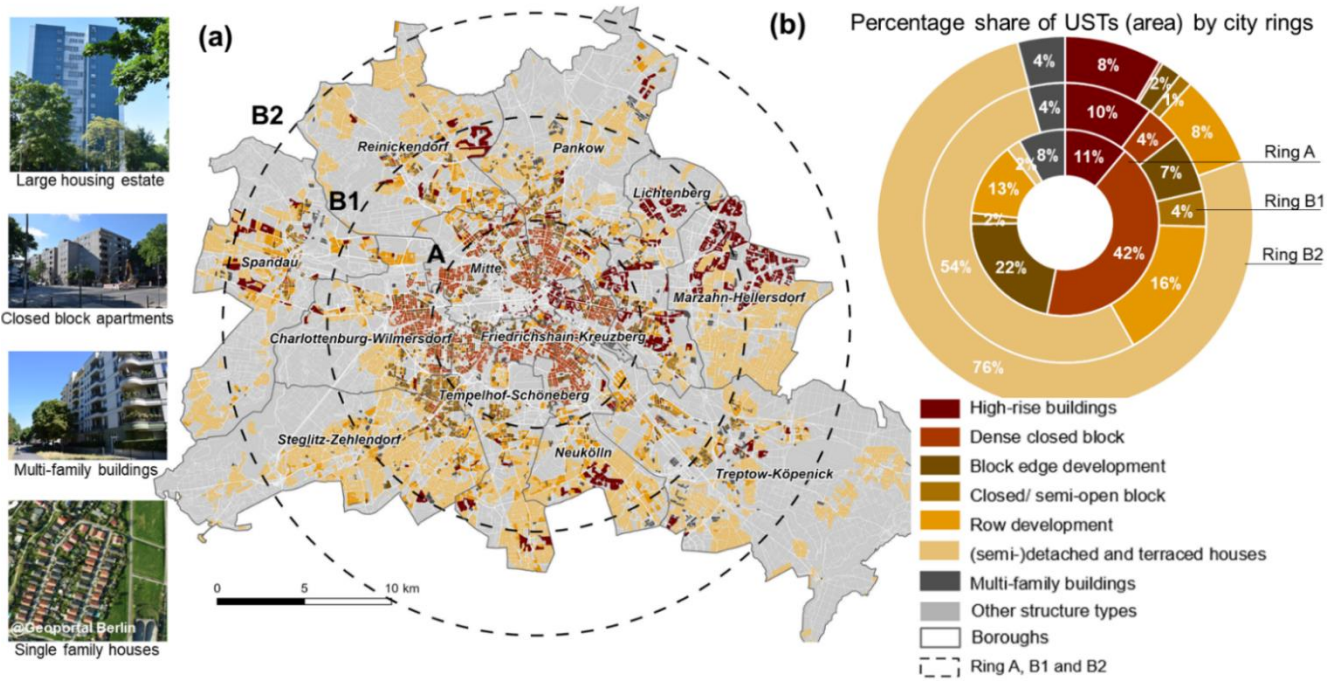 Large housing estate
Closed block apartments
Multi-family buildings
@Geoportal Berlin
Single family houses
(a)
B2
B1
A
Reinickendorf
Pankow
Lichtenberg
Spandau
Mitte
Marzahn-Hellersdorf
Charlottenburg-Wilmersdorf
Friedrichshain-Kreuzberg
Tempelhof-Schöneberg
Steglitz-Zehlendorf
Neukölln
Treptow-Köpenick
0 5 10 km
(b)
Percentage share of USTs (area) by city rings
4% 8% 2% 1% 8% 76%
4% 10% 4% 7% 4% 16% 54%
8% 11% 42% 22% 2% 13% 2%
Ring A
Ring B1
Ring B2
High-rise buildings
Dense closed block
Block edge development
Closed/ semi-open block
Row development
(semi-)detached and terraced houses
Multi-family buildings
Other structure types
Boroughs
Ring A, B1 and B2